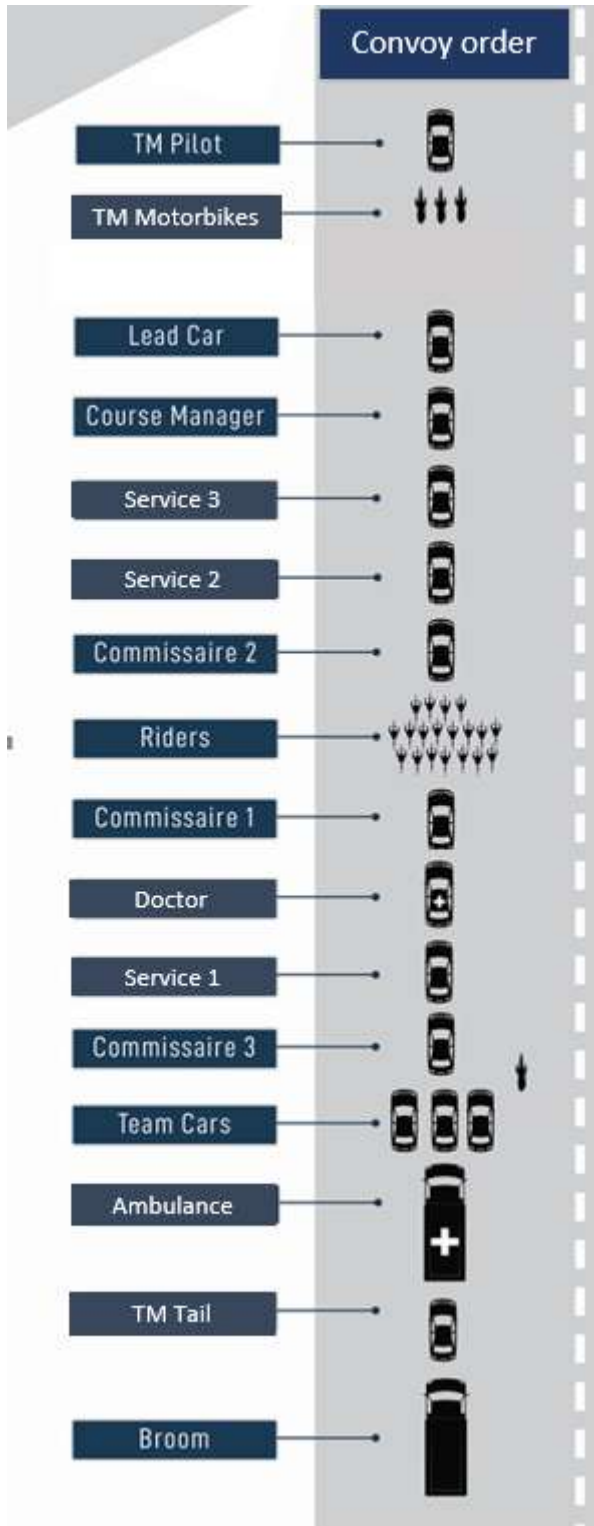 Convoy order
TM Pilot
TM Motorbikes
Lead Car
Course Manager
Service 3
Service 2
Commissaire 2
Riders
Commissaire 1
Doctor
Service 1
Commissaire 3
Team Cars
Ambulance
TM Tail
Broom